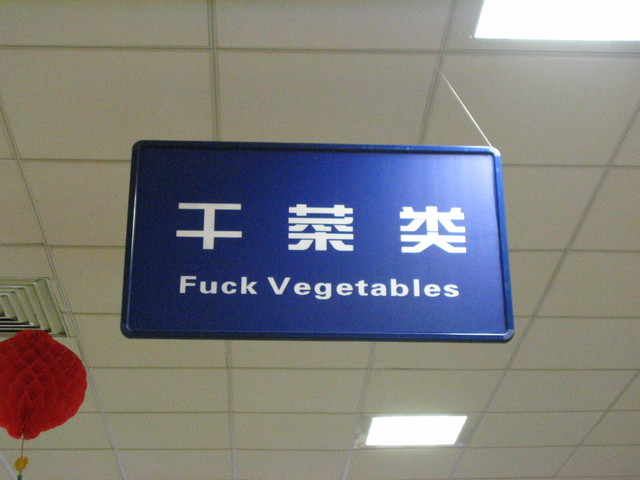 干菜类
Fuck Vegetables